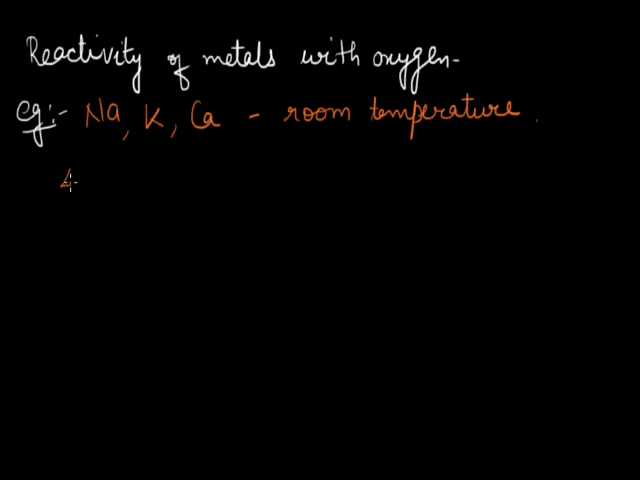 Reactivity of metals with oxygen-
eg:- Na, K, Ca - room temperature.
4